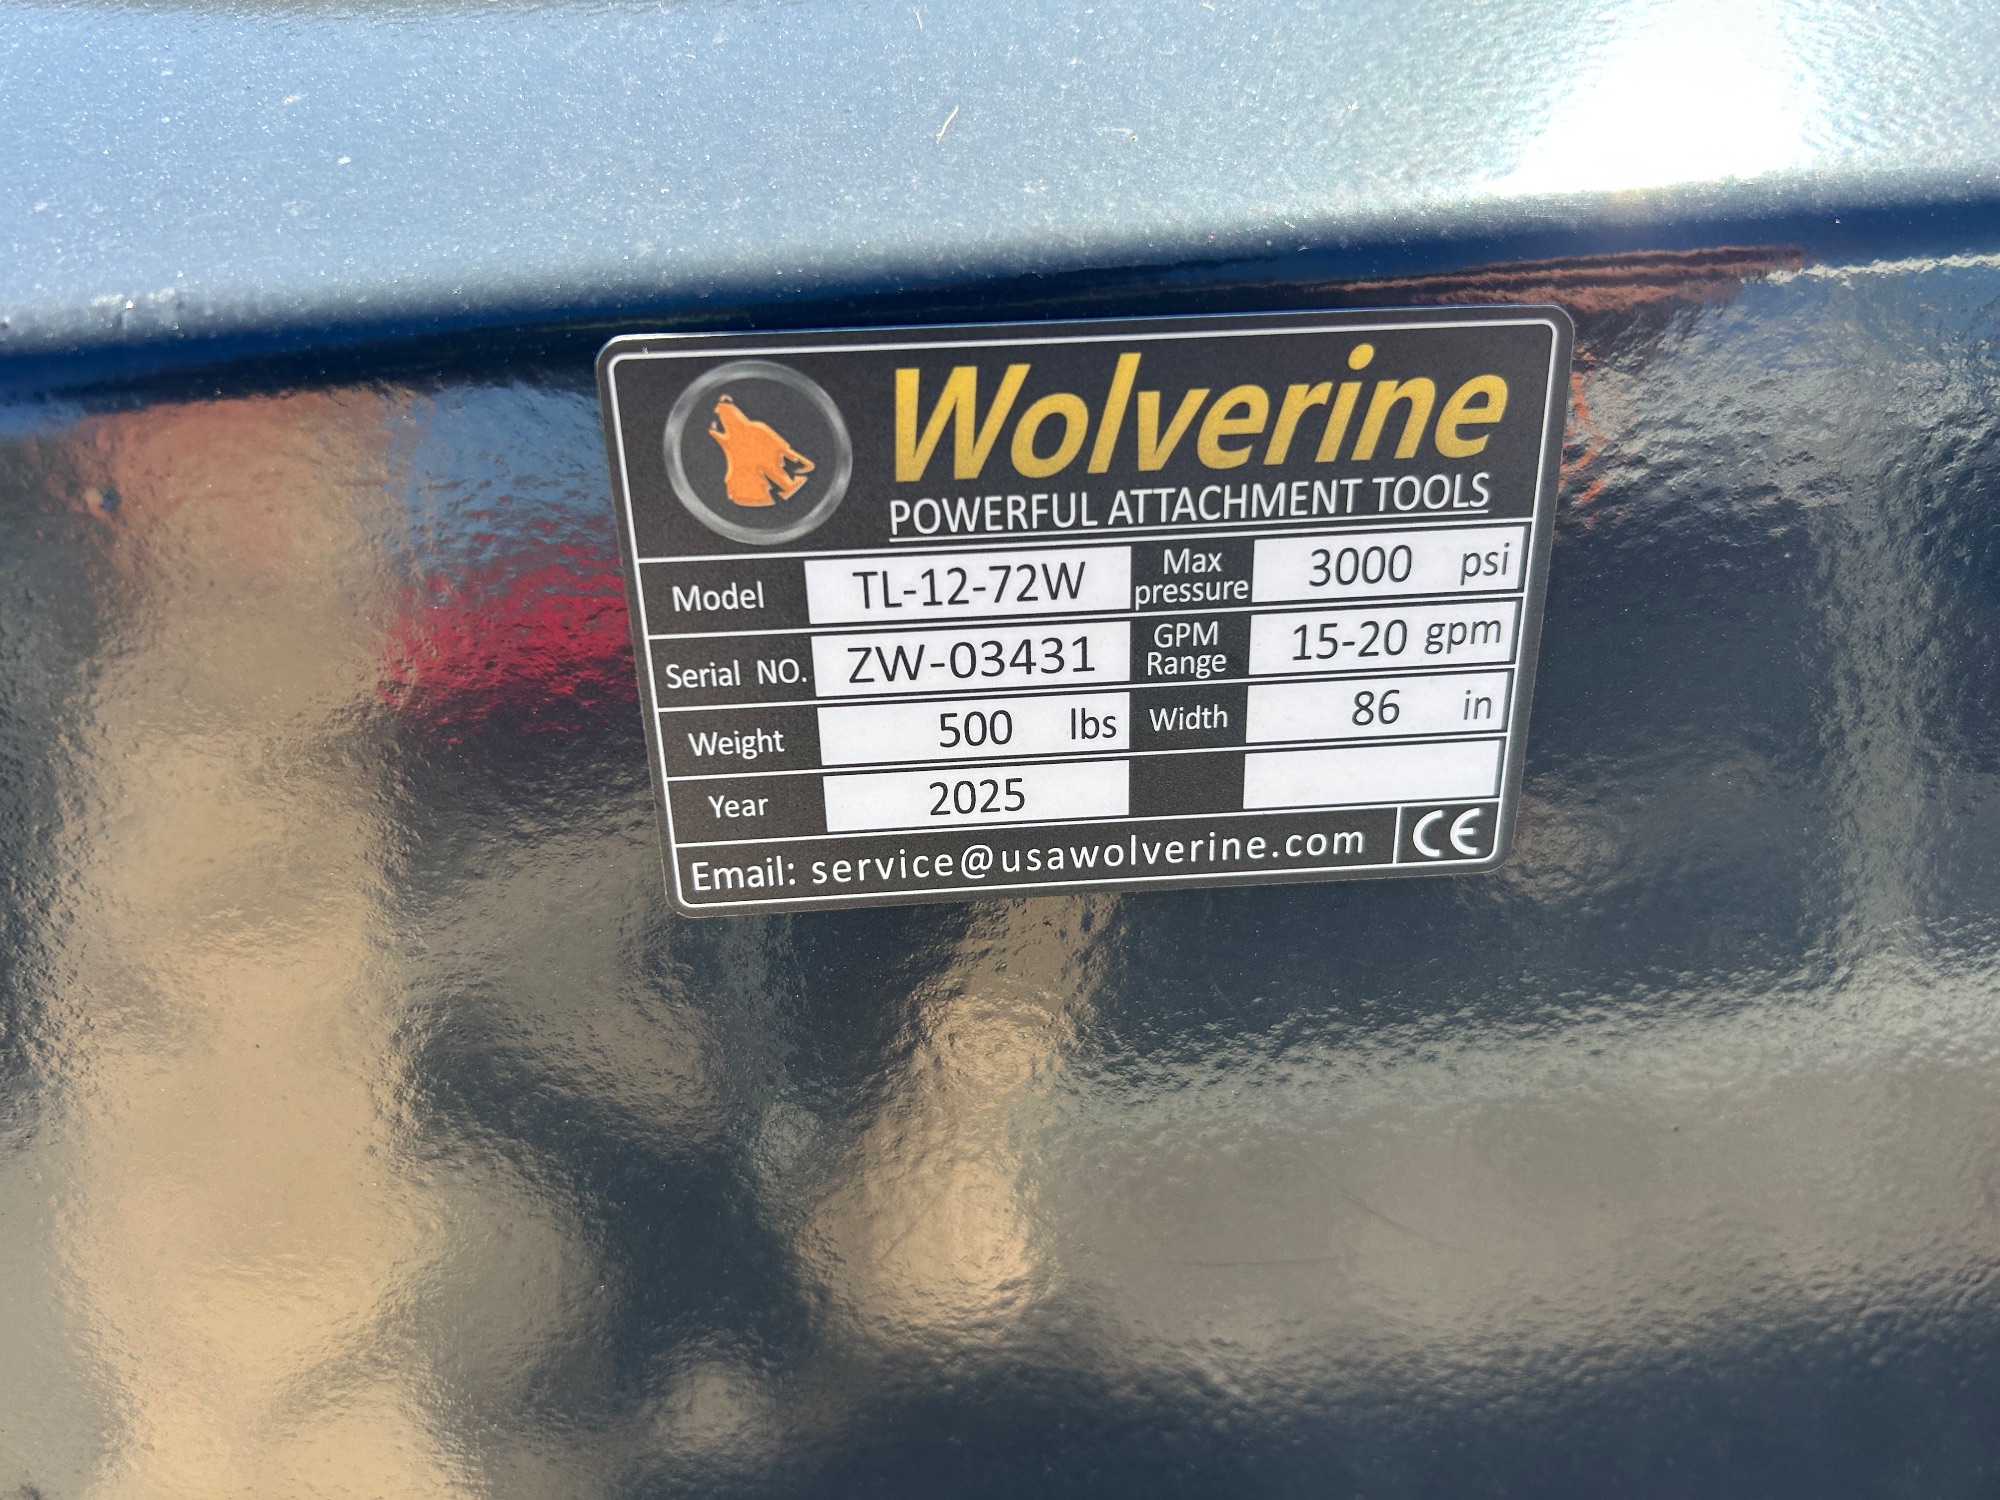 Wolverine
POWERFUL ATTACHMENT TOOLS
Model TL-12-72W Max pressure 3000 psi
Serial NO. ZW-03431 GPM Range 15-20 gpm
Weight 500 lbs Width 86 in
Year 2025
Email: service@usawolverine.com CE